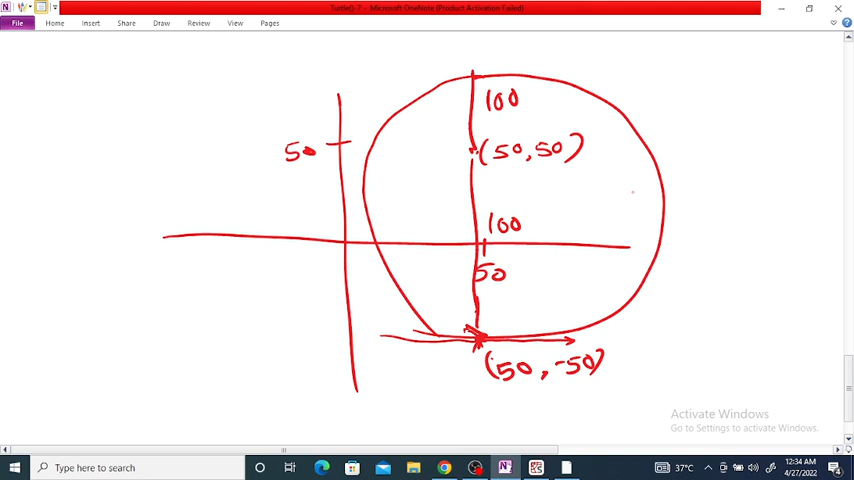 Turtle()-7 - Microsoft OneNote (Product Activation Failed)
File Home Insert Draw Share History Review View Pages
100
50
(50,50)
100
50
(50,-50)
Activate Windows
Go to Settings to activate Windows.
Type here to search
37°C
12:34 AM
4/27/2022
4